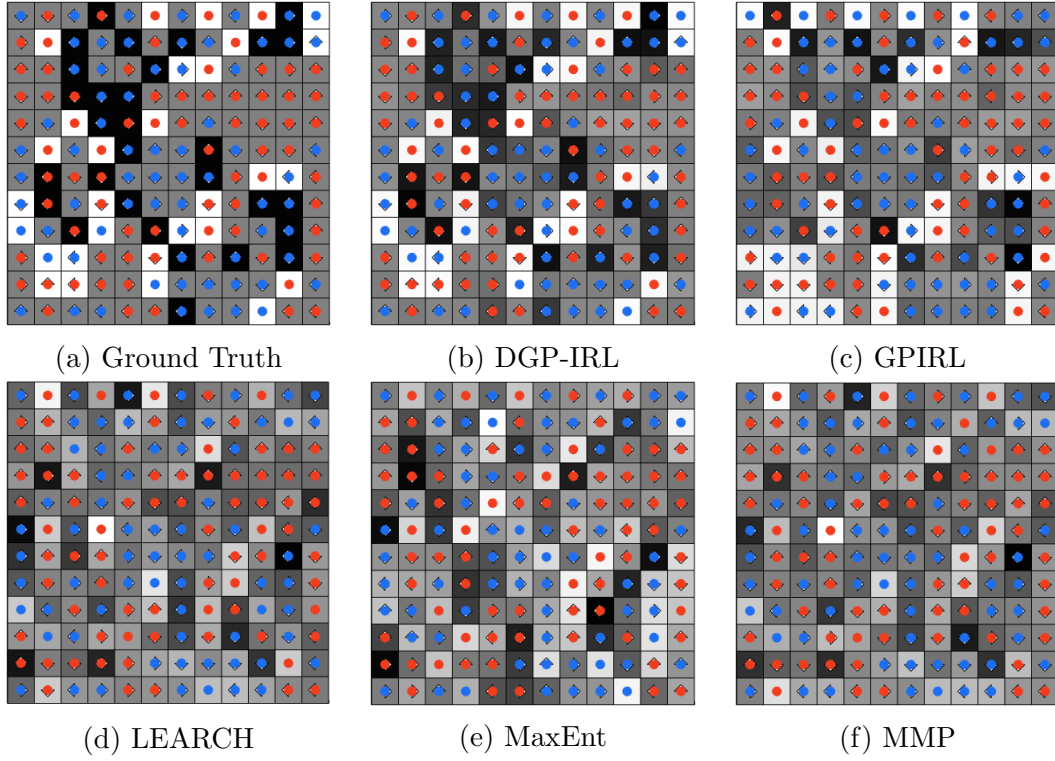 (a) Ground Truth
(b) DGP-IRL
(c) GPIRL
(d) LEARCH
(e) MaxEnt
(f) MMP